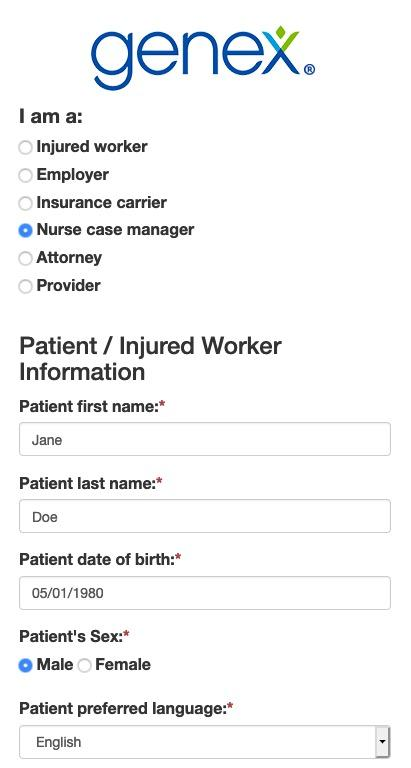 genex®
I am a:
Injured worker
Employer
Insurance carrier
Nurse case manager
Attorney
Provider
Patient / Injured Worker
Information
Patient first name:*
Jane
Patient last name:*
Doe
Patient date of birth:*
05/01/1980
Patient's Sex:*
Male Female
Patient preferred language:*
English